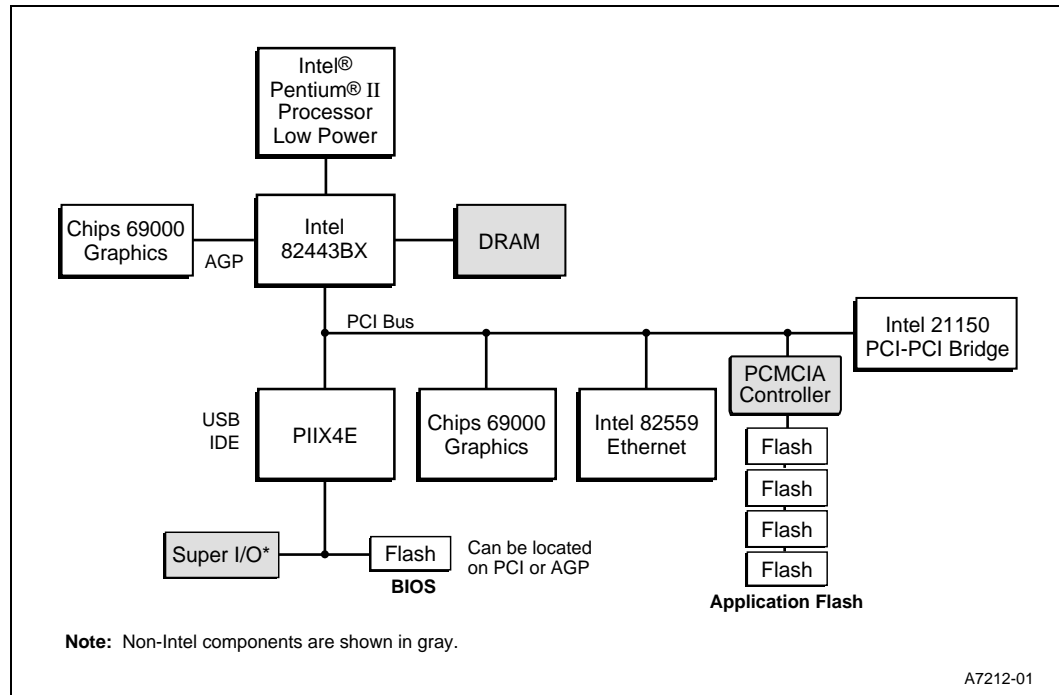 Intel®
Pentium® II
Processor
Low Power
Chips 69000
Graphics
AGP
Intel
82443BX
DRAM
PCI Bus
Intel 21150
PCI-PCI Bridge
USB
IDE
PIIX4E
Chips 69000
Graphics
Intel 82559
Ethernet
PCMCIA
Controller
Flash
Flash
Flash
Flash
Application Flash
Super I/O*
Flash
BIOS
Can be located
on PCI or AGP
Note: Non-Intel components are shown in gray.
A7212-01